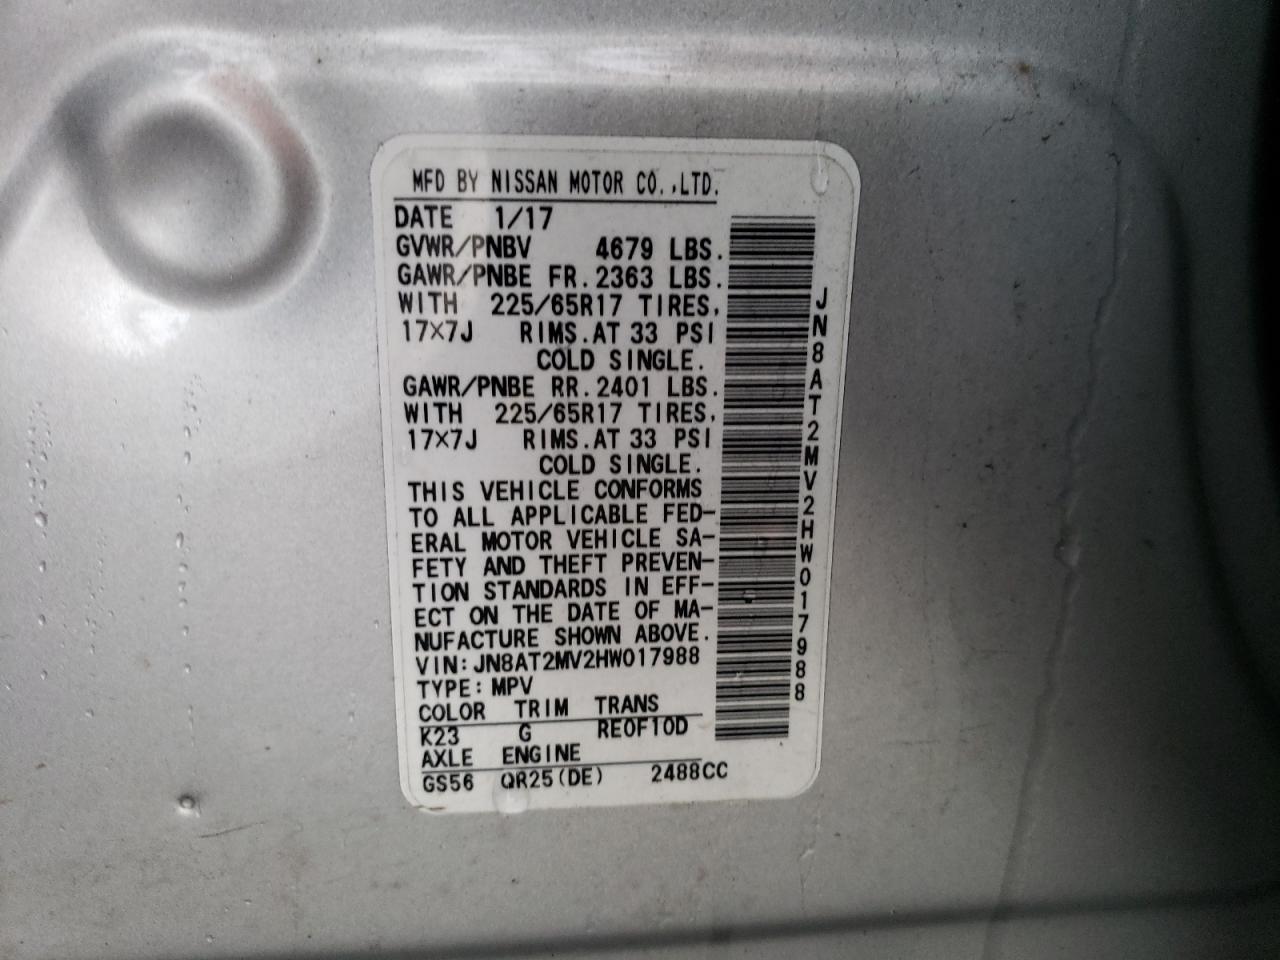 MFD BY NISSAN MOTOR CO.,LTD.
DATE 1/17
GVWR/PNBV 4679 LBS.
GAWR/PNBE FR. 2363 LBS.
WITH 225/65R17 TIRES,
17×7J RIMS. AT 33 PSI
COLD SINGLE.
GAWR/PNBE RR. 2401 LBS.
WITH 225/65R17 TIRES,
17×7J RIMS. AT 33 PSI
COLD SINGLE.
THIS VEHICLE CONFORMS
TO ALL APPLICABLE FED-
ERAL MOTOR VEHICLE SA-
FETY AND THEFT PREVEN-
TION STANDARDS IN EFF-
ECT ON THE DATE OF MA-
NUFACTURE SHOWN ABOVE.
VIN: JN8AT2MV2HW017988
TYPE: MPV
COLOR TRIM TRANS
K23 G RE0F10D
AXLE ENGINE
GS56 QR25(DE) 2488CC
JN8AT2MV2HW017988